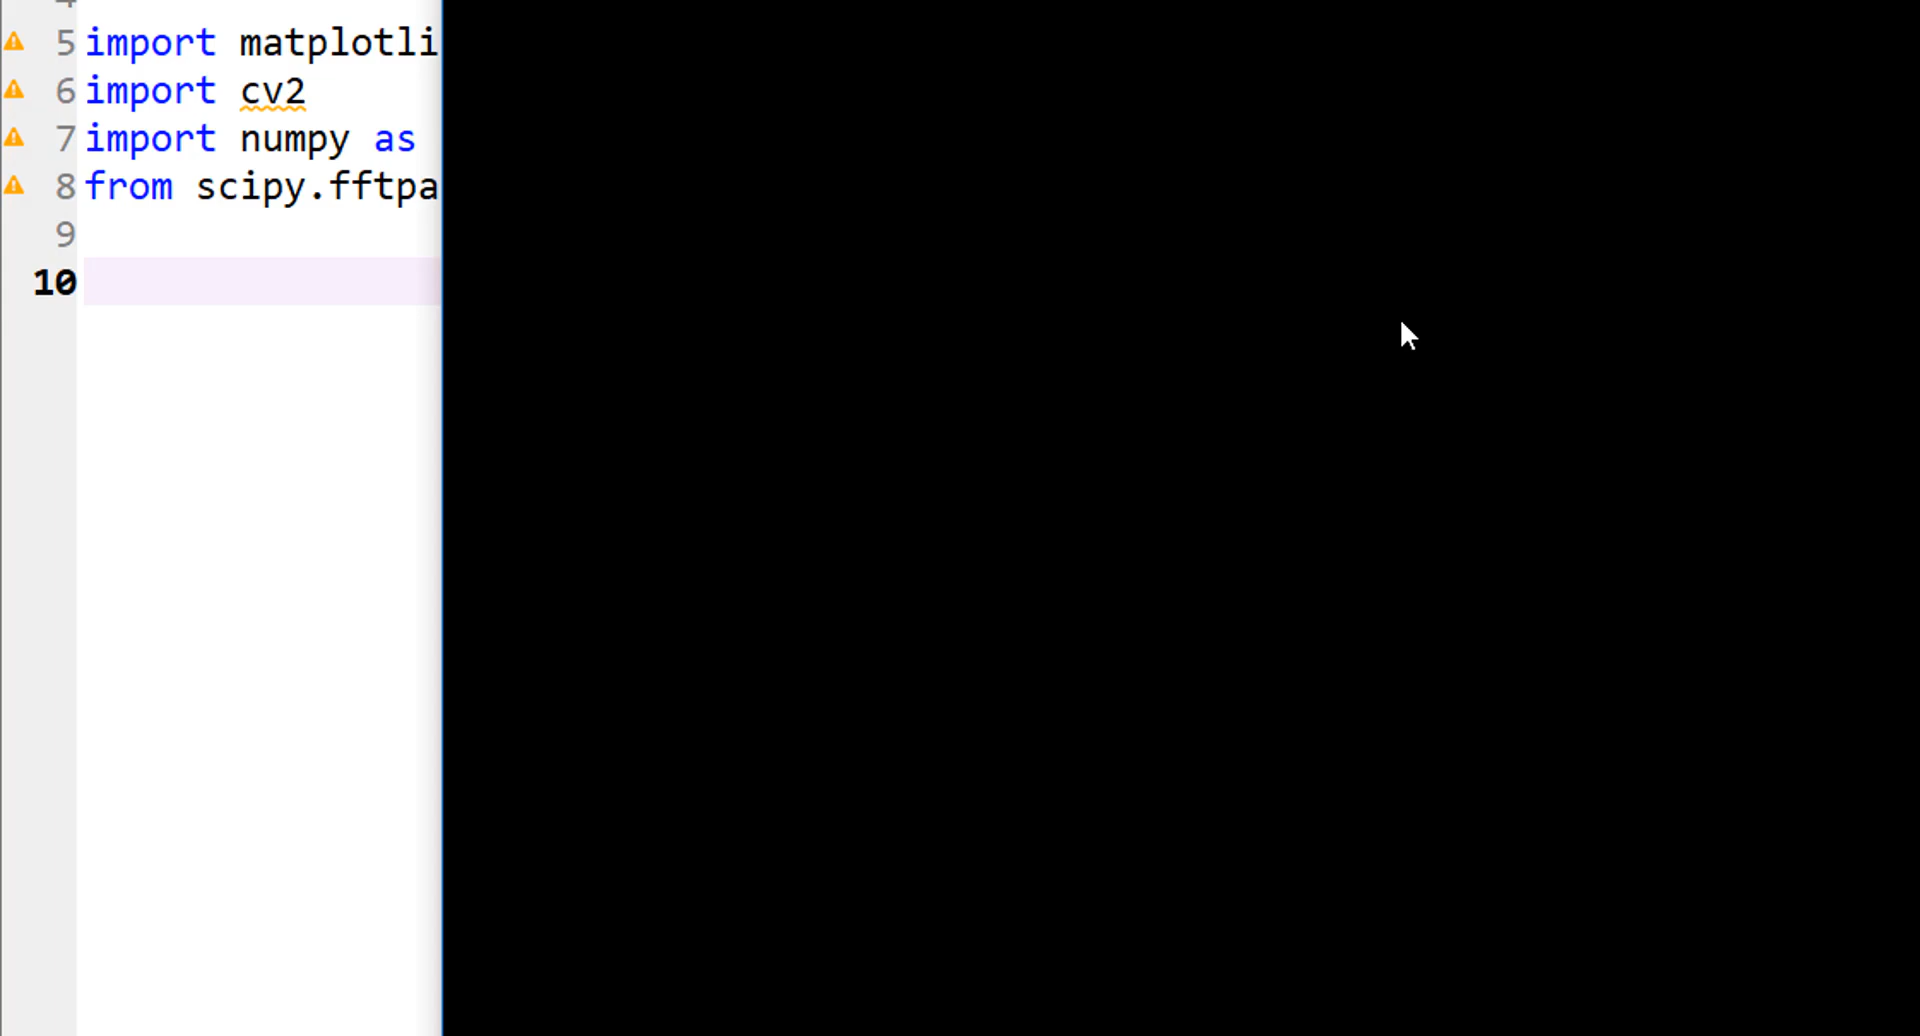 5 import matplotli
6 import cv2
7 import numpy as
8 from scipy.fftpa
9
10